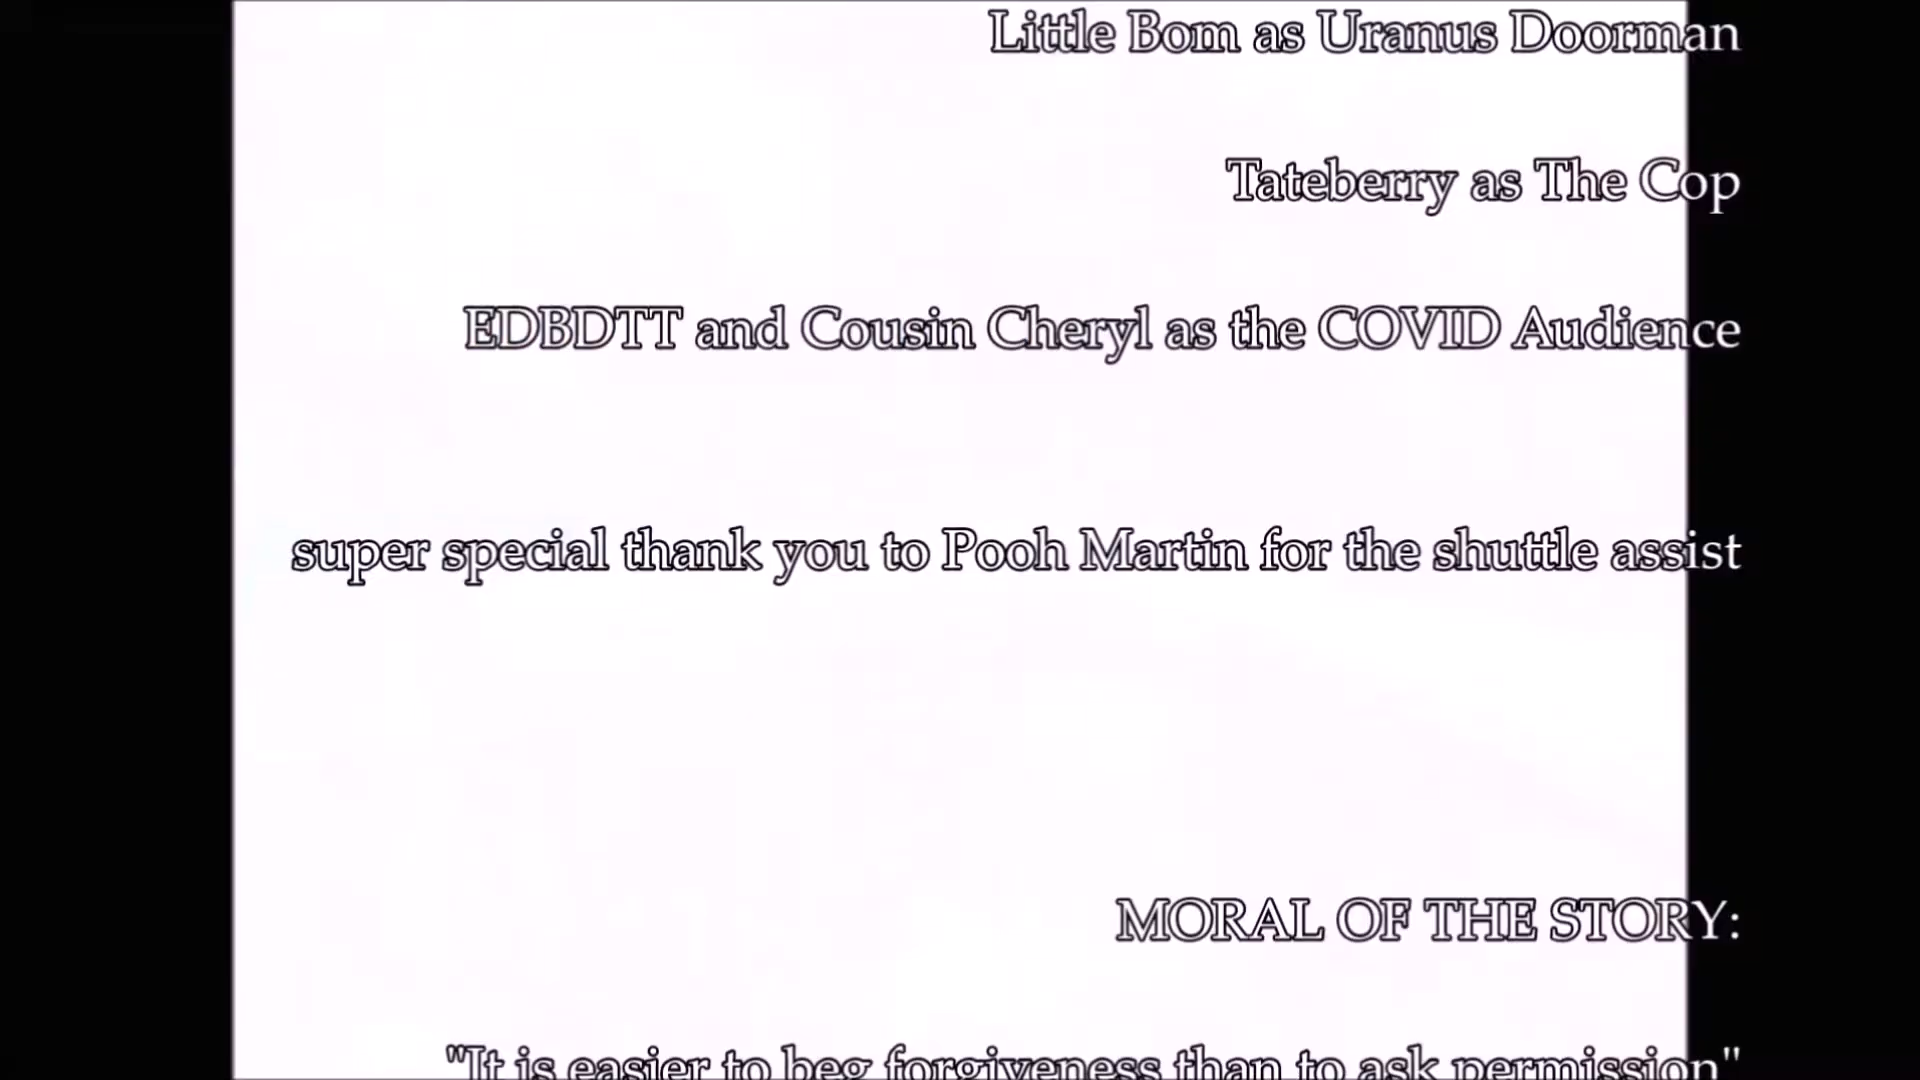 Little Bom as Uranus Doorman
Tateberry as The Cop
EDBDTT and Cousin Cheryl as the COVID Audience
super special thank you to Pooh Martin for the shuttle assist
MORAL OF THE STORY:
"It is easier to beg forgiveness than to ask permission"